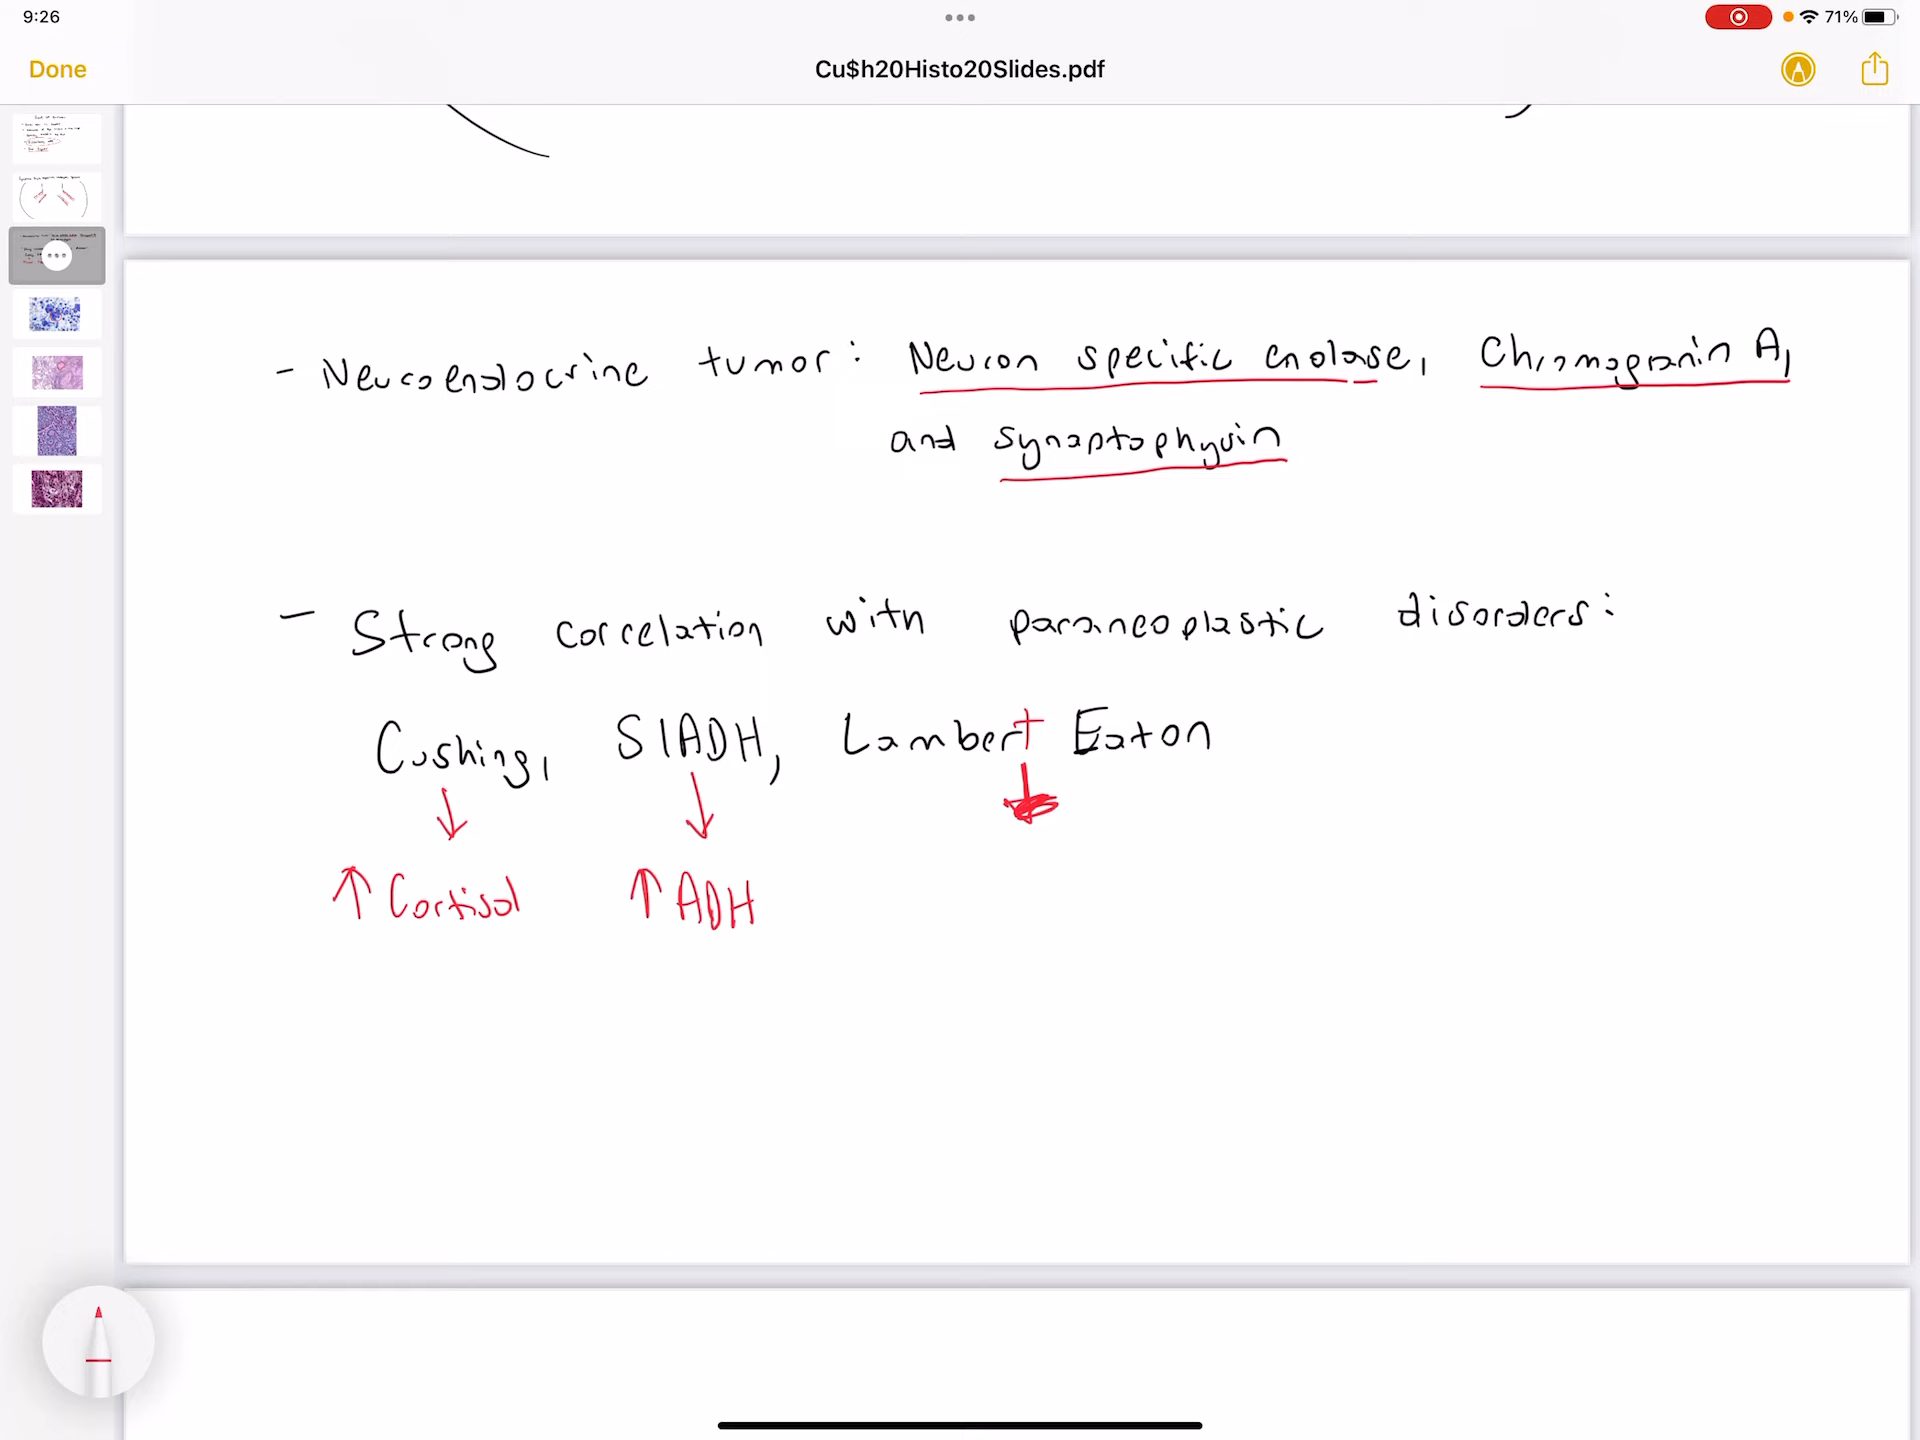 9:26
71%
Done
Cu$h20Histo20Slides.pdf
- Neuroendocrine tumor: Neuron specific enolase, Chromogranin A,
and Synaptophysin
- Strong correlation with paraneoplastic disorders:
Cushing, SIADH, Lambert Eaton
↓ ↓ ↓
↑ Cortisol ↑ ADH